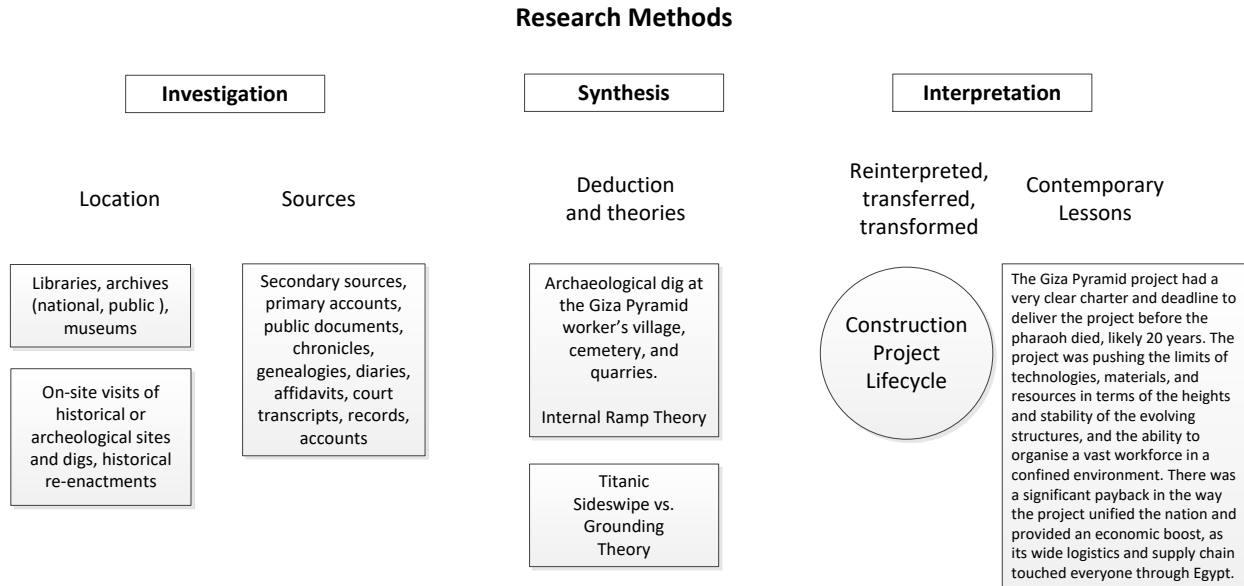 Research Methods
Investigation
Synthesis
Interpretation
Location
Sources
Deduction
and theories
Reinterpreted,
transferred,
transformed
Contemporary
Lessons
Libraries, archives
(national, public ),
museums
On-site visits of
historical or
archeological sites
and digs, historical
re-enactments
Secondary sources,
primary accounts,
public documents,
chronicles,
genealogies, diaries,
affidavits, court
transcripts, records,
accounts
Archaeological dig at
the Giza Pyramid
worker’s village,
cemetery, and
quarries.
Internal Ramp Theory
Titanic
Sideswipe vs.
Grounding
Theory
Construction
Project
Lifecycle
The Giza Pyramid project had a
very clear charter and deadline to
deliver the project before the
pharaoh died, likely 20 years. The
project was pushing the limits of
technologies, materials, and
resources in terms of the heights
and stability of the evolving
structures, and the ability to
organise a vast workforce in a
confined environment. There was
a significant payback in the way
the project unified the nation and
provided an economic boost, as
its wide logistics and supply chain
touched everyone through Egypt.